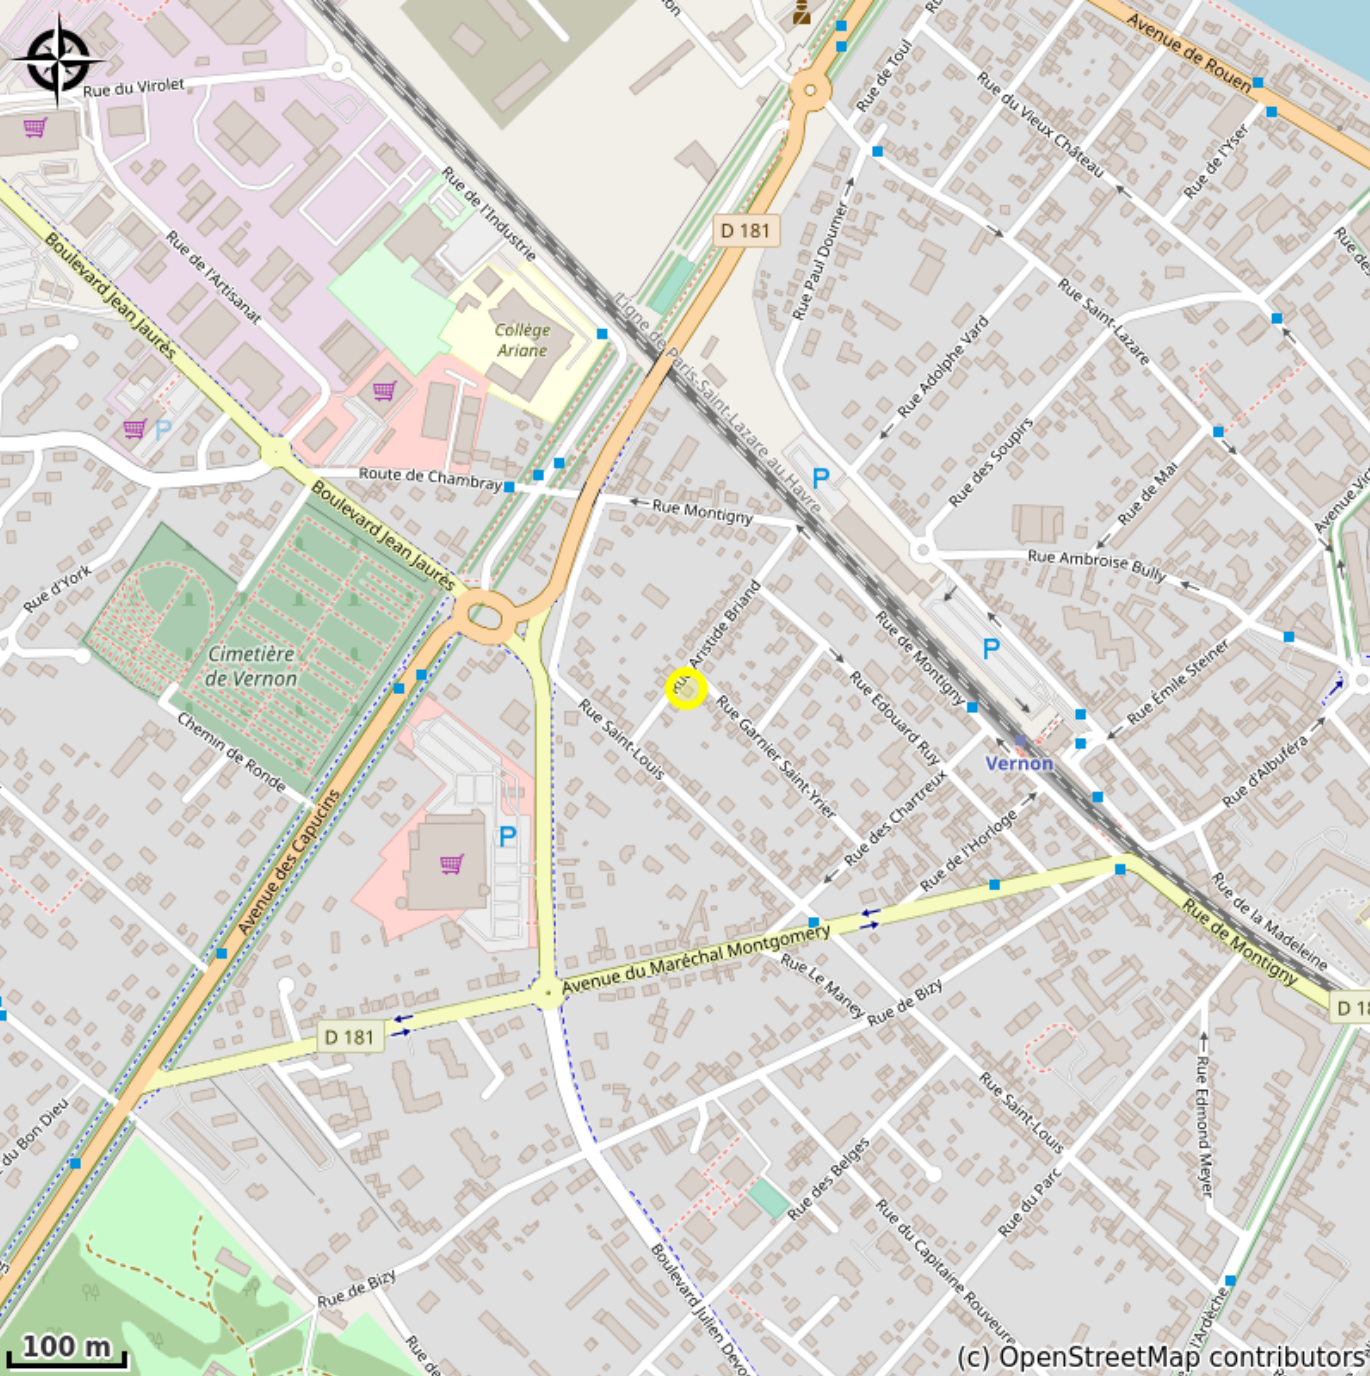 Avenue de Rouen
Rue du Virolet
Rue de Toul
Rue du Vieux Château
Rue de l'Yser
Rue de l'Industrie
D 181
Rue Paul Doumer
Boulevard Jean Jaurès
Rue de l'Artisanat
Rue Saint-Lazare
Collège
Ariane
Ligne de Paris-Saint-Lazare au Havre
Rue Adolphe Vard
P
Route de Chambray
P
Rue des Soupirs
Rue de Mai
Rue Montigny
Boulevard Jean Jaurès
Rue Ambroise Bully
Rue d'York
Rue Aristide Briand
Rue de Montigny
P
Cimetière
de Vernon
Rue Émile Steiner
Rue Edouard Ruy
Rue Saint-Louis
Rue Garnier Saint-Yrier
Chemin de Ronde
Vernon
Rue d'Albuféra
Rue des Chartreux
Rue de l'Horloge
P
Avenue des Capucins
Rue de la Madeleine
Rue de Montigny
Avenue du Maréchal Montgomery
Rue Le Maney
Rue de Bizy
D 181
D 18
Rue Saint-Louis
Rue Edmond Meyer
du Bon Dieu
Rue des Belges
Rue du Parc
Rue du Capitaine Rouveure
Rue de Bizy
Boulevard Julien Devo
l'Ardèche
Rue de
100 m
(c) OpenStreetMap contributors